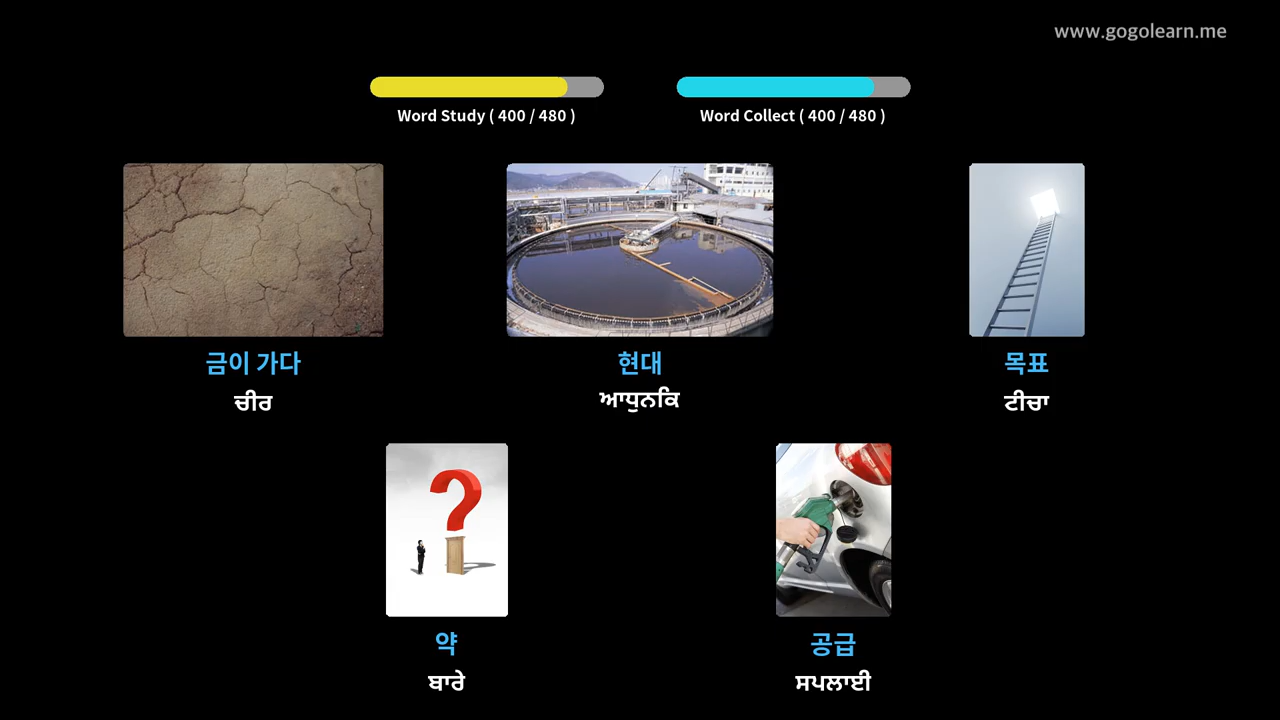 www.gogolearn.me
Word Study ( 400 / 480 )
Word Collect ( 400 / 480 )
금이 가다
현대
목표
ਚੀਰ
ਆਧੁਨਕਿ
ਟੀਚਾ
약
공급
ਬਾਰੇ
ਸਪਲਾਈ